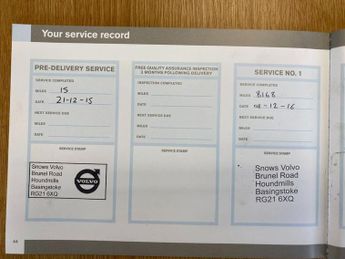 Your service record
PRE-DELIVERY SERVICE
SERVICE COMPLETED
MILES 15
DATE 21-12-15
NEXT SERVICE DUE
MILES
DATE
SERVICE STAMP
Snows Volvo
Brunel Road
Houndmills
Basingstoke
RG21 6XQ
VOLVO
FREE QUALITY ASSURANCE INSPECTION
3 MONTHS FOLLOWING DELIVERY
INSPECTION COMPLETED
MILES
DATE
NEXT SERVICE DUE
MILES
DATE
SERVICE STAMP
SERVICE NO. 1
SERVICE COMPLETED
MILES 8168
DATE -12-16
NEXT SERVICE DUE
MILES
DATE
SERVICE STAMP
Snows Volvo
Brunel Road
Houndmills
Basingstoke
RG21 6XQ